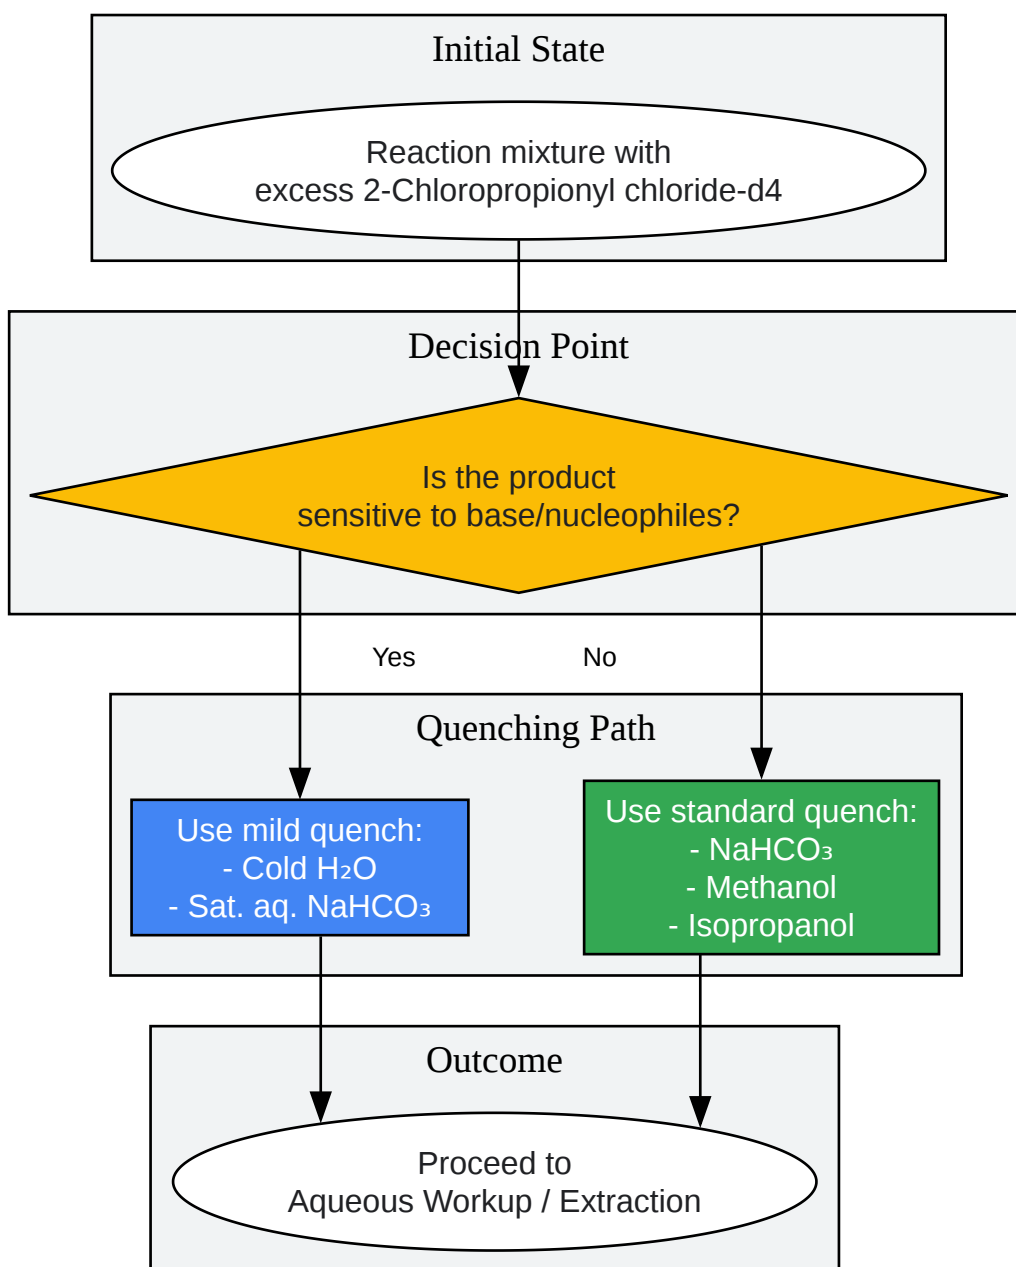 Initial State
Reaction mixture with
excess 2-Chloropropionyl chloride-d4
Decision Point
Is the product
sensitive to base/nucleophiles?
Yes
No
Quenching Path
Use mild quench:
- Cold H₂O
- Sat. aq. NaHCO₃
Use standard quench:
- NaHCO₃
- Methanol
- Isopropanol
Outcome
Proceed to
Aqueous Workup / Extraction